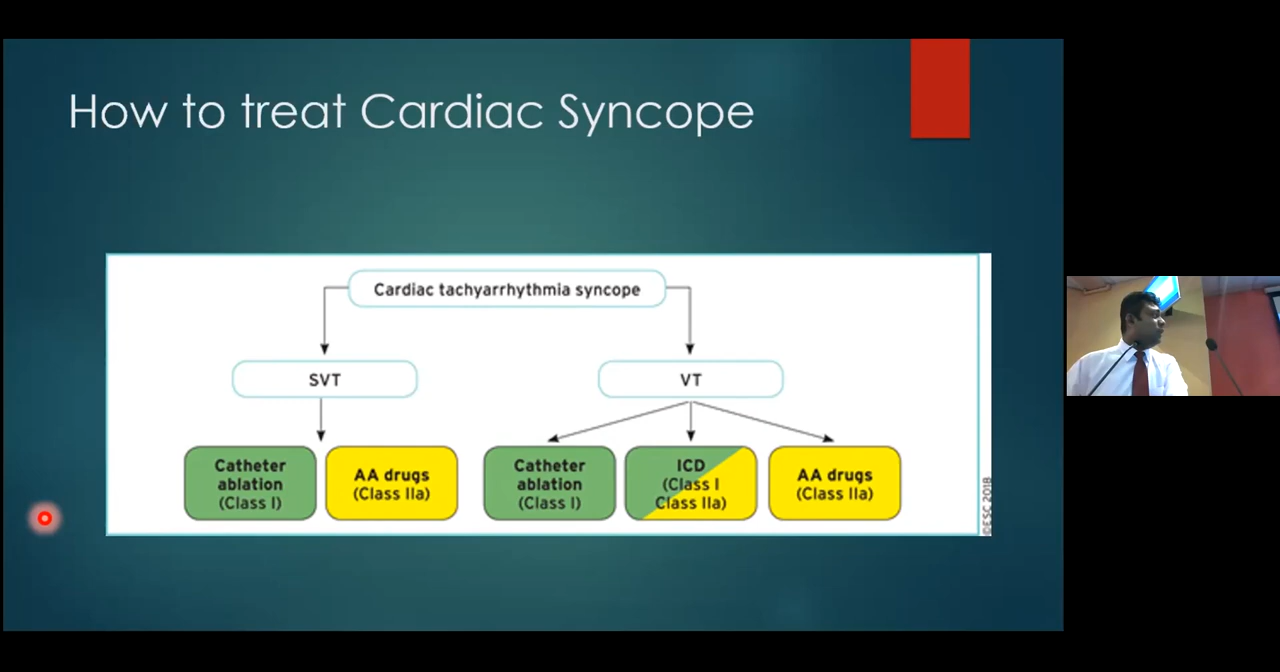 How to treat Cardiac Syncope
Cardiac tachyarrhythmia syncope
SVT
VT
Catheter
ablation
(Class I)
AA drugs
(Class IIa)
Catheter
ablation
(Class I)
ICD
(Class I
Class IIa)
AA drugs
(Class IIa)
©ESC 2018